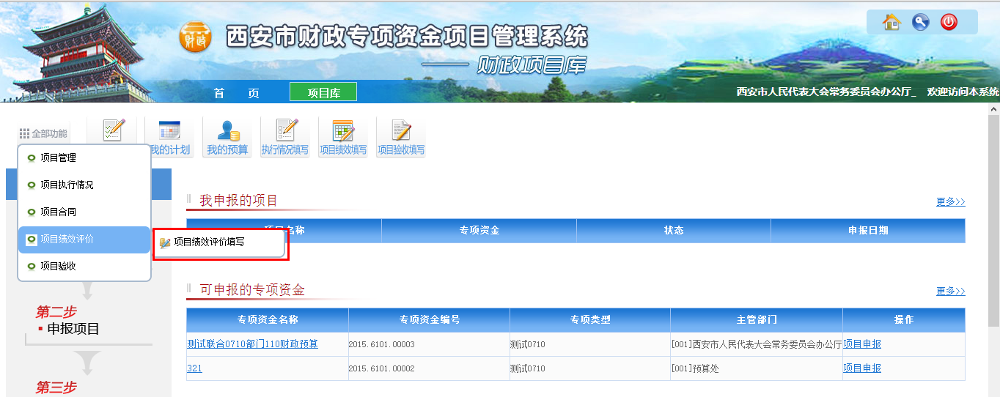 财政
西安市财政专项资金项目管理系统
财政项目库
首 页
项目库
西安市人民代表大会常务委员会办公厅_ 欢迎访问本系统
全部功能
我的计划
我的预算
执行情况填写
项目绩效填写
项目验收填写
项目管理
项目执行情况
项目合同
项目绩效评价
项目验收
项目绩效评价填写
第二步
申报项目
第三步
我申报的项目
更多>>
项目名称 专项资金 状态 申报日期
可申报的专项资金
更多>>
专项资金名称 专项资金编号 专项类型 主管部门 操作
测试联合0710部门110财政预算 2015.6101.00003 测试0710 [001]西安市人民代表大会常务委员会办公厅 项目申报
321 2015.6101.00002 测试0710 [001]预算处 项目申报